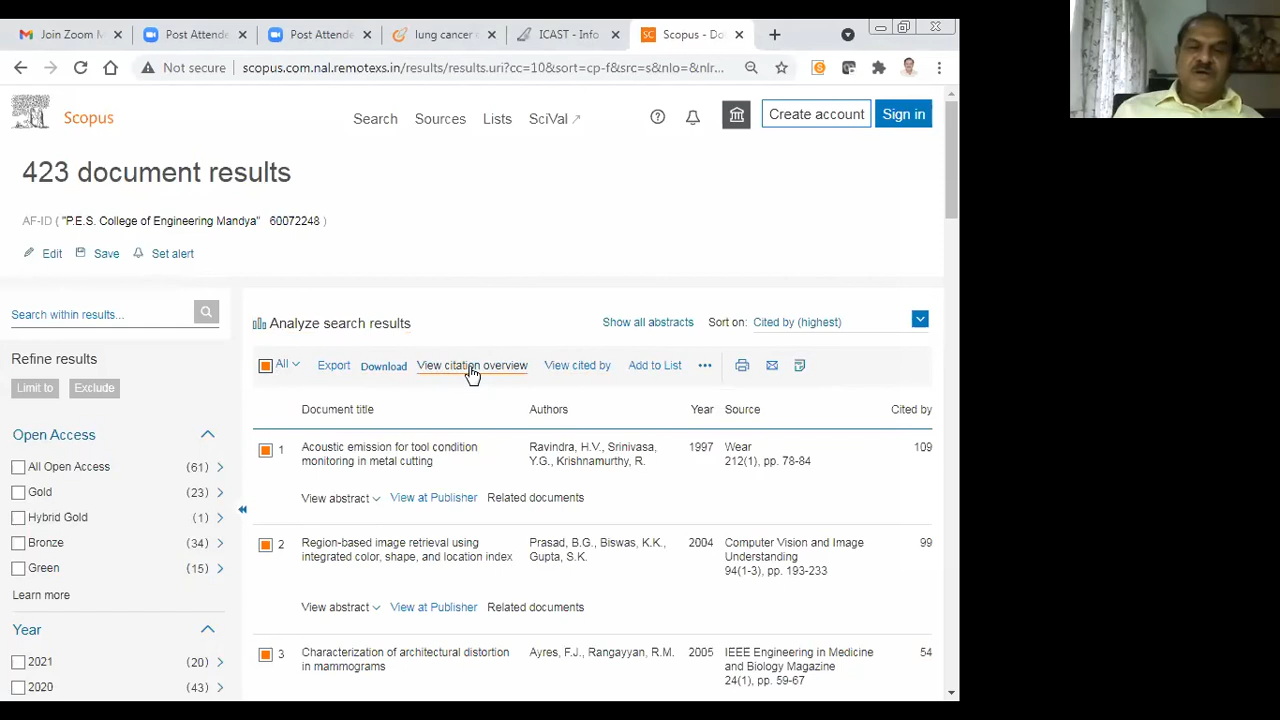 Join Zoom M
Post Attende
Post Attende
lung cancer
ICAST - Info
Scopus - Do
Not secure
scopus.com.nal.remotexs.in/results/results.uri?cc=10&sort=cp-f&src=s&nlo=&nlr...
Scopus
Search
Sources
Lists
SciVal
Create account
Sign in
423 document results
AF-ID ( "P.E.S. College of Engineering Mandya" 60072248 )
Edit
Save
Set alert
Search within results...
Refine results
Limit to
Exclude
Open Access
All Open Access (61)
Gold (23)
Hybrid Gold (1)
Bronze (34)
Green (15)
Learn more
Year
2021 (20)
2020 (43)
Analyze search results
Show all abstracts
Sort on: Cited by (highest)
All
Export
Download
View citation overview
View cited by
Add to List
Document title Authors Year Source Cited by
1 Acoustic emission for tool condition Ravindra, H.V., Srinivasa, 1997 Wear 109
monitoring in metal cutting Y.G., Krishnamurthy, R. 212(1), pp. 78-84
View abstract View at Publisher Related documents
2 Region-based image retrieval using Prasad, B.G., Biswas, K.K., 2004 Computer Vision and Image 99
integrated color, shape, and location index Gupta, S.K. Understanding
94(1-3), pp. 193-233
View abstract View at Publisher Related documents
3 Characterization of architectural distortion Ayres, F.J., Rangayyan, R.M. 2005 IEEE Engineering in Medicine 54
in mammograms and Biology Magazine
24(1), pp. 59-67